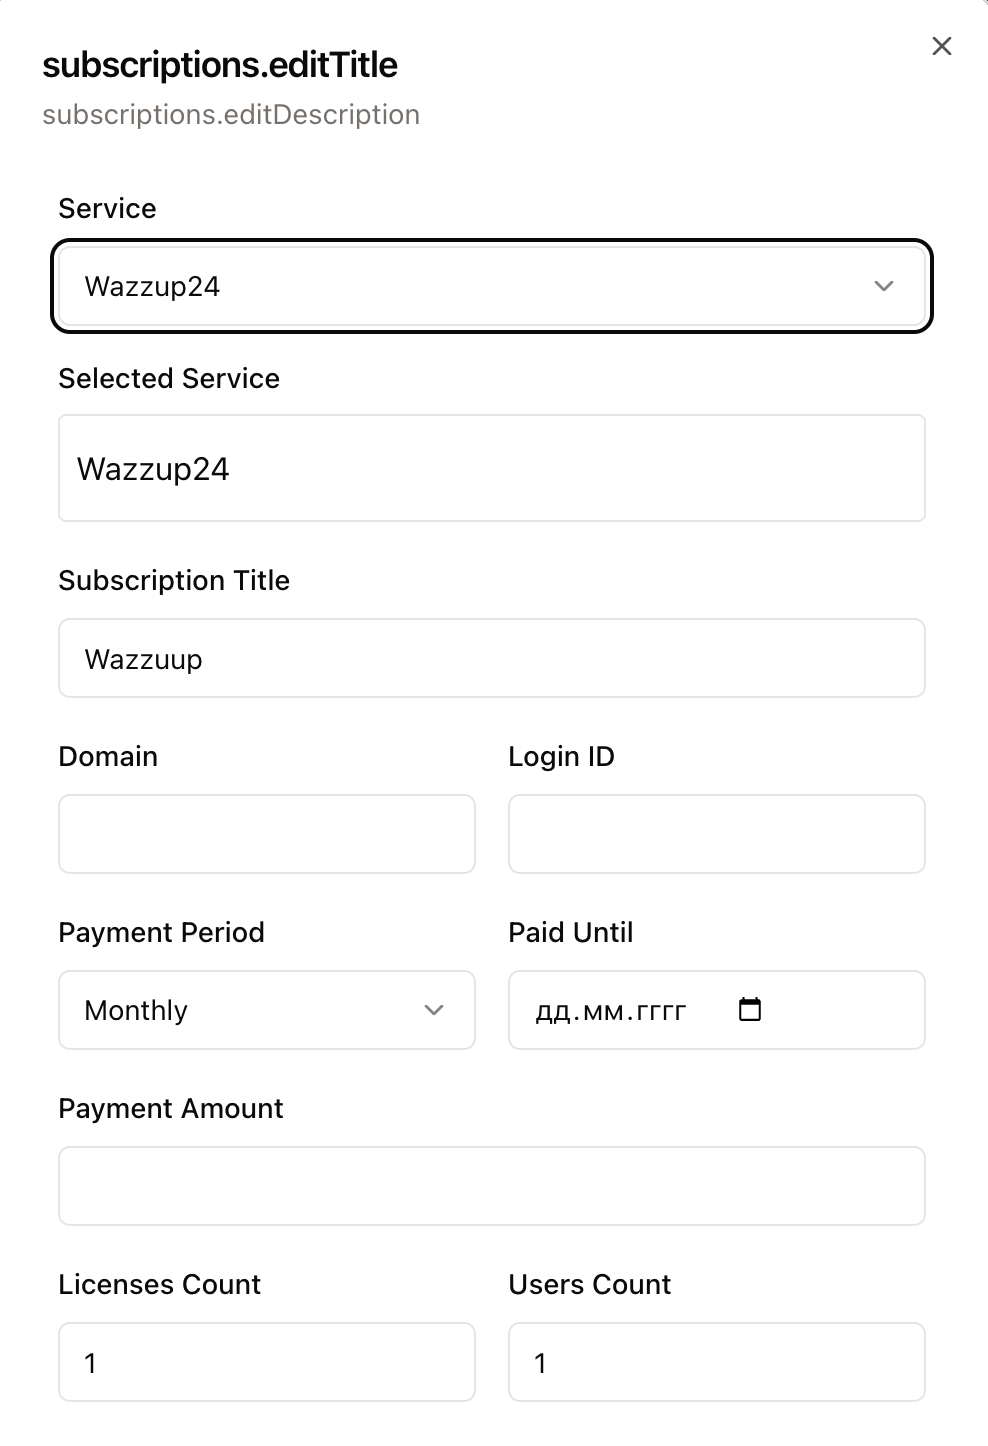 subscriptions.editTitle
subscriptions.editDescription
Service
Wazzup24
Selected Service
Wazzup24
Subscription Title
Wazzuup
Domain Login ID
Payment Period Paid Until
Monthly дд.мм.гггг
Payment Amount
Licenses Count Users Count
1 1